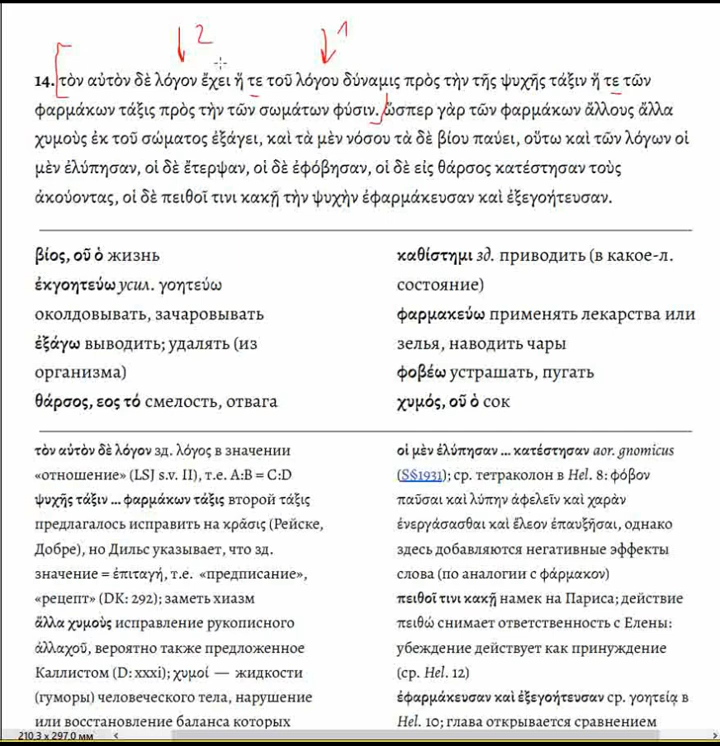 2 1
14. τὸν αὐτὸν δὲ λόγον ἔχει ἥ τε τοῦ λόγου δύναμις πρὸς τὴν τῆς ψυχῆς τάξιν ἥ τε τῶν
φαρμάκων τάξις πρὸς τὴν τῶν σωμάτων φύσιν. ὥσπερ γὰρ τῶν φαρμάκων ἄλλους ἄλλα
χυμοὺς ἐκ τοῦ σώματος ἐξάγει, καὶ τὰ μὲν νόσου τὰ δὲ βίου παύει, οὕτω καὶ τῶν λόγων οἱ
μὲν ἐλύπησαν, οἱ δὲ ἔτερψαν, οἱ δὲ ἐφόβησαν, οἱ δὲ εἰς θάρσος κατέστησαν τοὺς
ἀκούοντας, οἱ δὲ πειθοῖ τινι κακῇ τὴν ψυχὴν ἐφαρμάκευσαν καὶ ἐξεγοήτευσαν.
βίος, οῦ ὁ жизнь
ἐκγοητεύω усил. γοητεύω
околдовывать, зачаровывать
ἐξάγω выводить; удалять (из
организма)
θάρσος, εος τό смелость, отвага
καθίστημι зд. приводить (в какое-л.
состояние)
φαρμακεύω применять лекарства или
зелья, наводить чары
φοβέω устрашать, пугать
χυμός, οῦ ὁ сок
τὸν αὐτὸν δὲ λόγον зд. λόγος в значении
«отношение» (LSJ s.v. II), т.е. A:B = C:D
ψυχῆς τάξιν ... φαρμάκων τάξις второй τάξις
предлагалось исправить на κρᾶσις (Рейске,
Добре), но Дильс указывает, что зд.
значение = ἐπιταγή, т.е. «предписание»,
«рецепт» (DK: 292); заметь хиазм
ἄλλα χυμοὺς исправление рукописного
ἀλλαχοῦ, вероятно также предложенное
Каллистом (D: xxxi); χυμοί — жидкости
(гуморы) человеческого тела, нарушение
или восстановление баланса которых
οἱ μὲν ἐλύπησαν ... κατέστησαν aor. gnomicus
(S§1931); ср. тетраколон в Hel. 8: φόβον
παῦσαι καὶ λύπην ἀφελεῖν καὶ χαρὰν
ἐνεργάσασθαι καὶ ἔλεον ἐπαυξῆσαι, однако
здесь добавляются негативные эффекты
слова (по аналогии с φάρμακον)
πειθοῖ τινι κακῇ намек на Париса; действие
πειθώ снимает ответственность с Елены:
убеждение действует как принуждение
(ср. Hel. 12)
ἐφαρμάκευσαν καὶ ἐξεγοήτευσαν ср. γοητείᾳ в
Hel. 10; глава открывается сравнением
210.3 x 297.0 мм